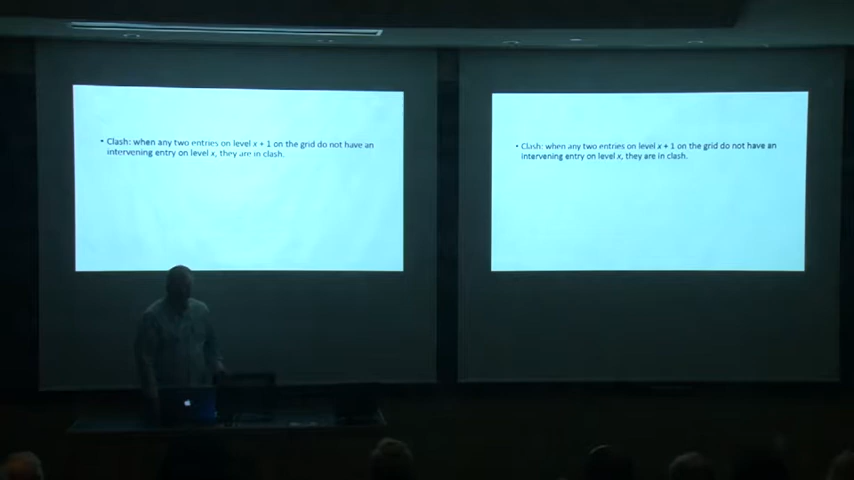 • Clash: when any two entries on level x + 1 on the grid do not have an
intervening entry on level x, they are in clash.
• Clash: when any two entries on level x + 1 on the grid do not have an
intervening entry on level x, they are in clash.